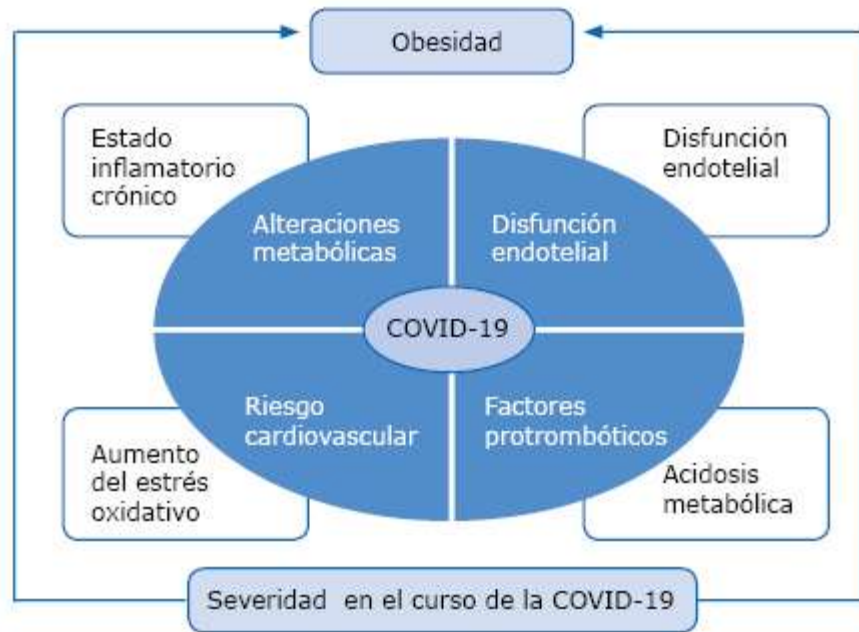 Obesidad
Estado
inflamatorio
crónico
Disfunción
endotelial
Alteraciones
metabólicas
Disfunción
endotelial
COVID-19
Riesgo
cardiovascular
Factores
protrombóticos
Aumento
del estrés
oxidativo
Acidosis
metabólica
Severidad en el curso de la COVID-19